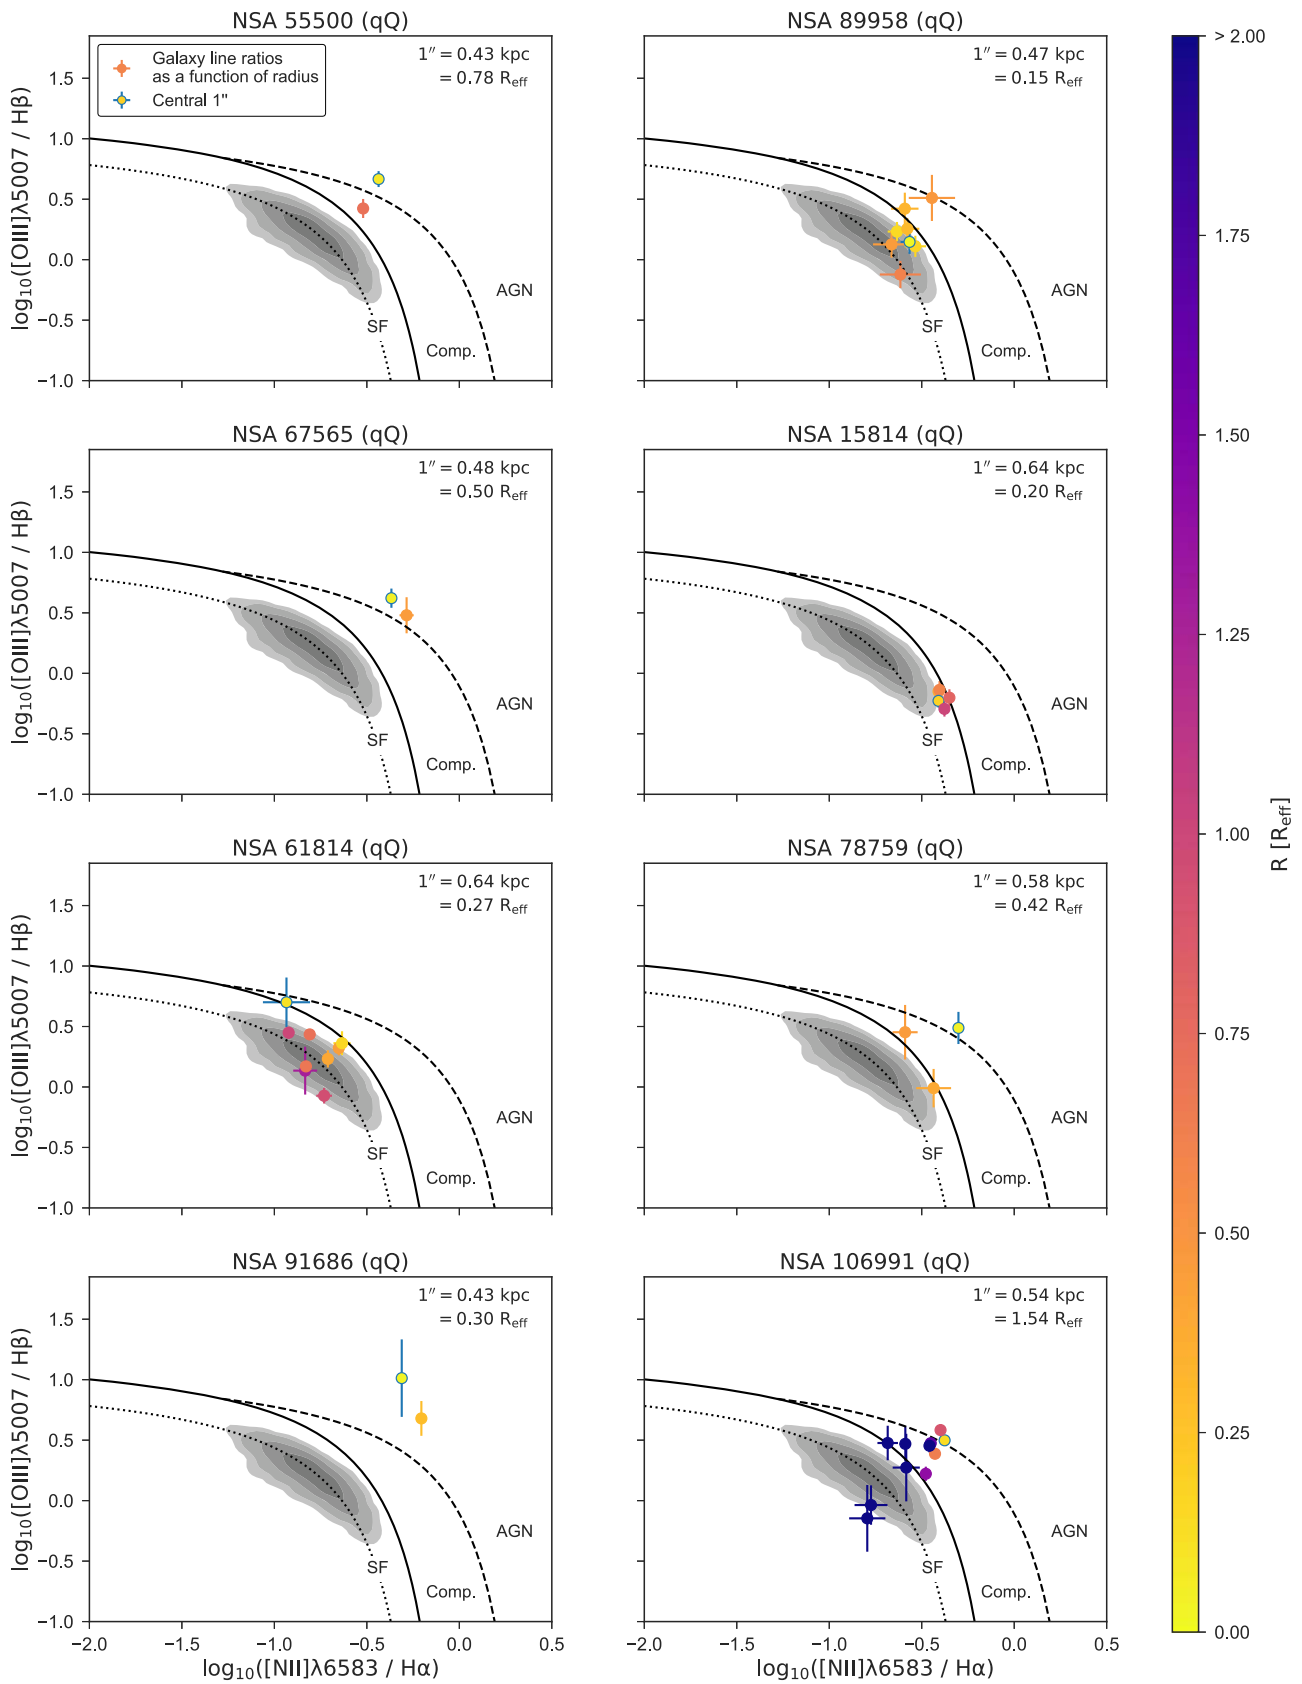 NSA 55500 (qQ)
NSA 89958 (qQ)
Galaxy line ratios
as a function of radius
Central 1"
1″ = 0.43 kpc
= 0.78 Reff
1″ = 0.47 kpc
= 0.15 Reff
log10([OIII]λ5007 / Hβ)
1.5
1.0
0.5
0.0
−0.5
−1.0
SF
Comp.
AGN
SF
Comp.
AGN
NSA 67565 (qQ)
NSA 15814 (qQ)
1″ = 0.48 kpc
= 0.50 Reff
1″ = 0.64 kpc
= 0.20 Reff
log10([OIII]λ5007 / Hβ)
1.5
1.0
0.5
0.0
−0.5
−1.0
SF
Comp.
AGN
SF
Comp.
AGN
NSA 61814 (qQ)
NSA 78759 (qQ)
1″ = 0.64 kpc
= 0.27 Reff
1″ = 0.58 kpc
= 0.42 Reff
log10([OIII]λ5007 / Hβ)
1.5
1.0
0.5
0.0
−0.5
−1.0
SF
Comp.
AGN
SF
Comp.
AGN
NSA 91686 (qQ)
NSA 106991 (qQ)
1″ = 0.43 kpc
= 0.30 Reff
1″ = 0.54 kpc
= 1.54 Reff
log10([OIII]λ5007 / Hβ)
1.5
1.0
0.5
0.0
−0.5
−1.0
SF
Comp.
AGN
SF
Comp.
AGN
−2.0 −1.5 −1.0 −0.5 0.0 0.5
−2.0 −1.5 −1.0 −0.5 0.0 0.5
log10([NII]λ6583 / Hα)
log10([NII]λ6583 / Hα)
> 2.00
1.75
1.50
1.25
1.00
0.75
0.50
0.25
0.00
R [Reff]